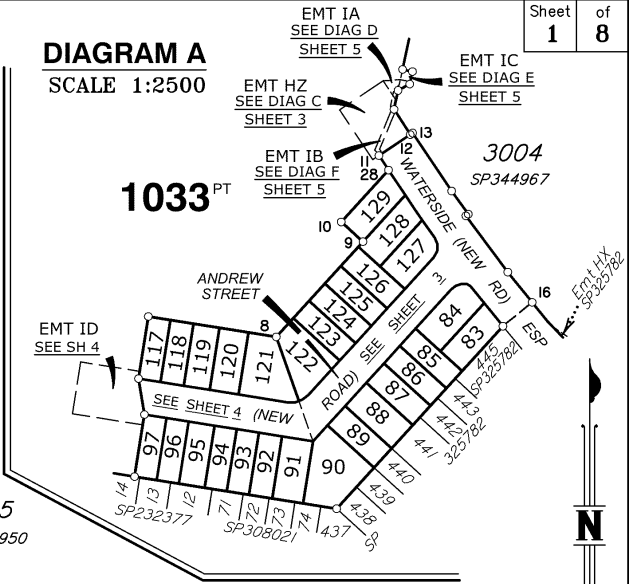 Sheet of
1 8
DIAGRAM A
SCALE 1:2500
EMT IA
SEE DIAG D
SHEET 5
EMT IC
SEE DIAG E
SHEET 5
EMT HZ
SEE DIAG C
SHEET 3
EMT IB
SEE DIAG F
SHEET 5
13
12
11
28
10
9
8
16
3004
SP344967
1033 PT
WATERSIDE (NEW RD)
ESP
Emt HX
SP325782
ANDREW
STREET
EMT ID
SEE SH 4
129
128
127
126
125
124
123
122
121
120
119
118
117
SEE SHEET 4 (NEW ROAD) SEE SHEET 3
84
83
85
86
87
88
89
90
91
92
93
94
95
96
97
445
SP325782
443
442
325782
441
440
439
438
SP
437
74
73
72
71
SP308021
12
13
14
SP232377
5
950
N